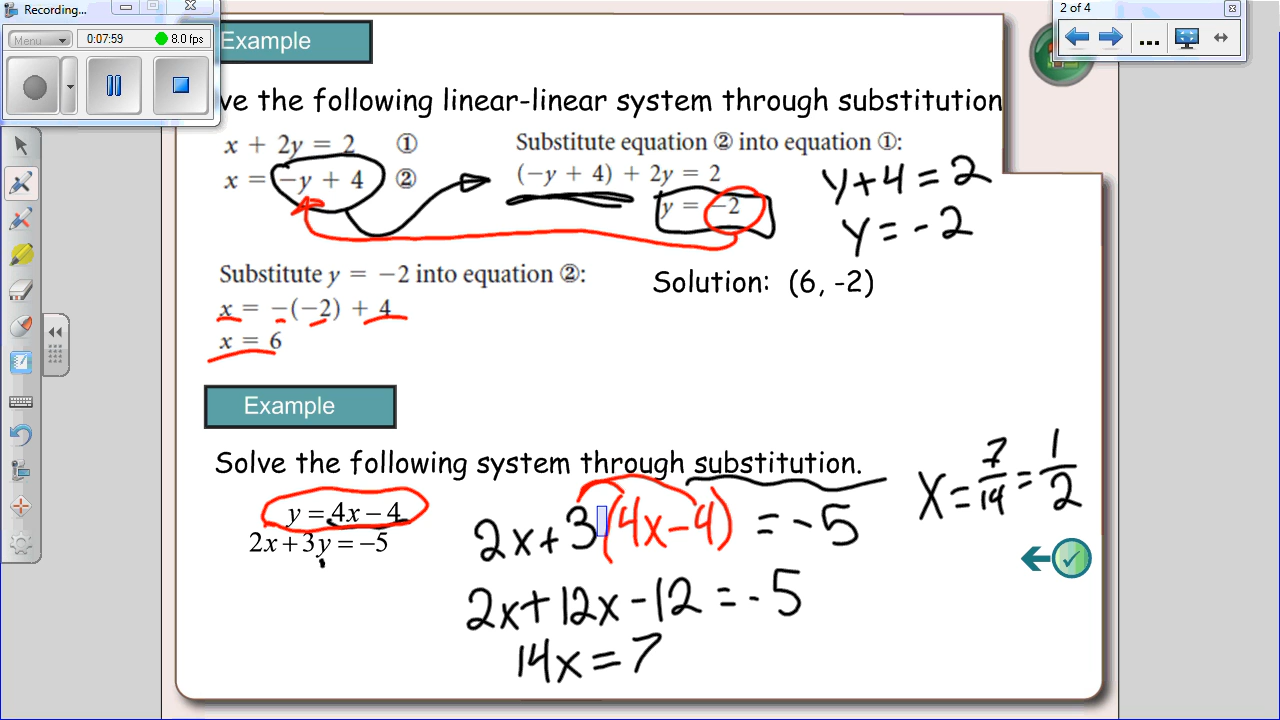 Recording...
Menu
0:07:59
8.0 fps
2 of 4
...
Example
ve the following linear-linear system through substitution
x + 2y = 2 ①
x = −y + 4 ②
Substitute equation ② into equation ①:
(−y + 4) + 2y = 2
y = −2
y+4=2
y=-2
Substitute y = −2 into equation ②:
x = −(−2) + 4
x = 6
Solution: (6, -2)
Example
Solve the following system through substitution.
y = 4x − 4
2x + 3y = −5
2x+3(4x-4) = -5
2x+12x-12=-5
14x=7
x=7/14=1/2